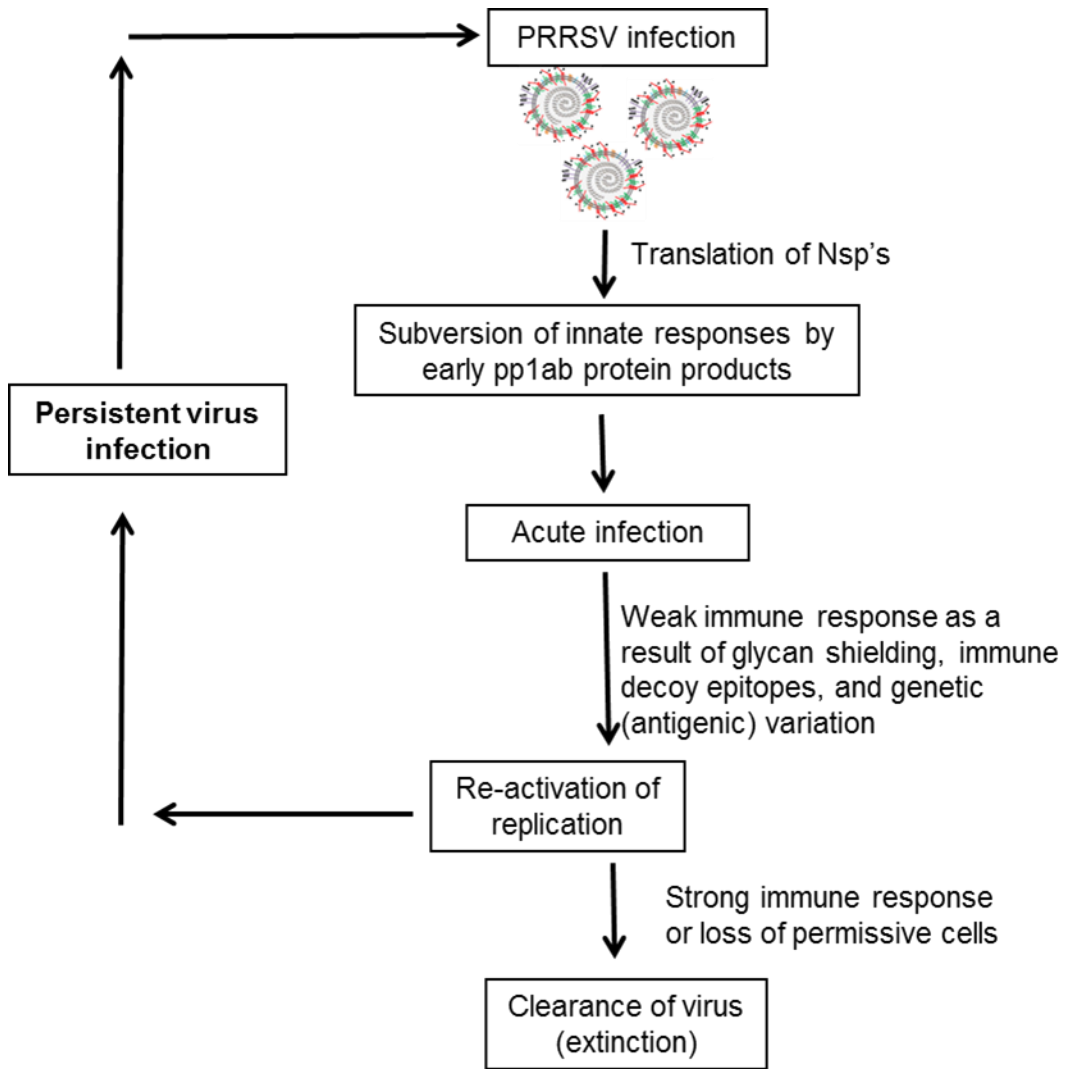 PRRSV infection
Translation of Nsp's
Subversion of innate responses by
early pp1ab protein products
Persistent virus
infection
Acute infection
Weak immune response as a
result of glycan shielding, immune
decoy epitopes, and genetic
(antigenic) variation
Re-activation of
replication
Strong immune response
or loss of permissive cells
Clearance of virus
(extinction)